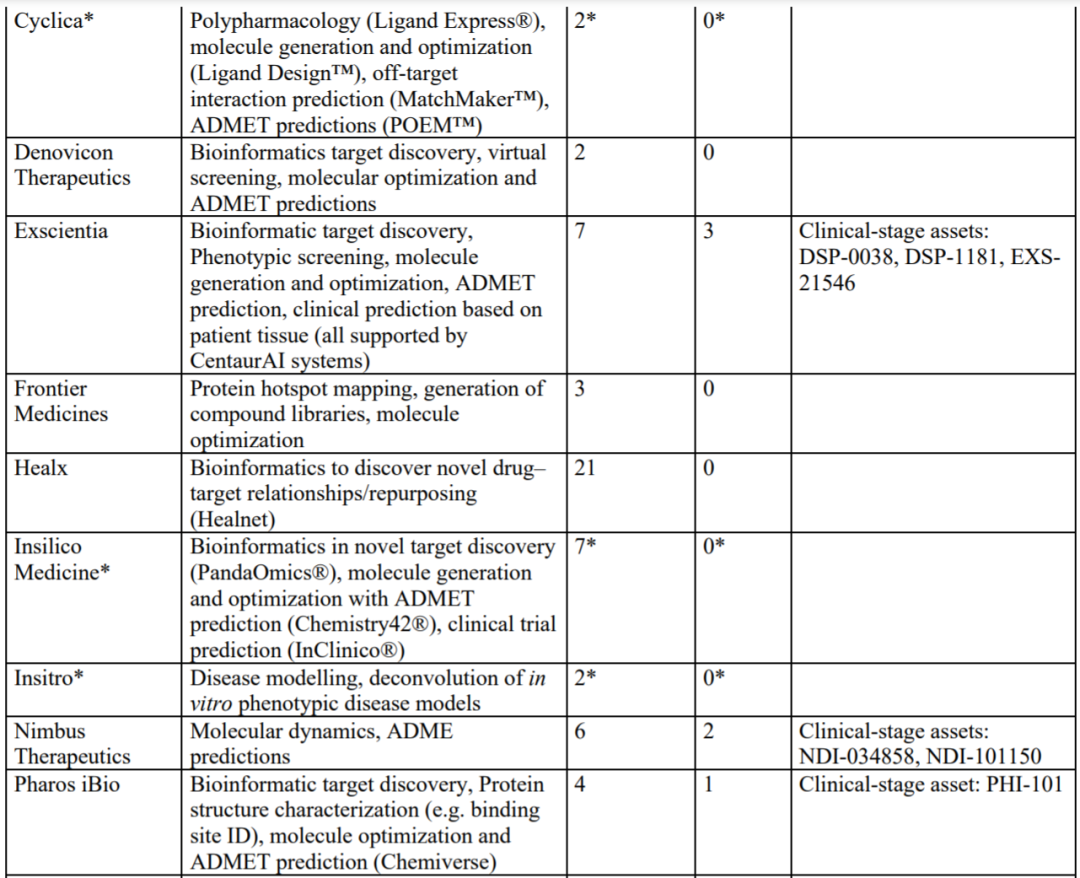 Cyclica*
Polypharmacology (Ligand Express®),
molecule generation and optimization
(Ligand Design™), off-target
interaction prediction (MatchMaker™),
ADMET predictions (POEM™)
2*
0*
Denovicon
Therapeutics
Bioinformatics target discovery, virtual
screening, molecular optimization and
ADMET predictions
2
0
Exscientia
Bioinformatic target discovery,
Phenotypic screening, molecule
generation and optimization, ADMET
prediction, clinical prediction based on
patient tissue (all supported by
CentaurAI systems)
7
3
Clinical-stage assets:
DSP-0038, DSP-1181, EXS-
21546
Frontier
Medicines
Protein hotspot mapping, generation of
compound libraries, molecule
optimization
3
0
Healx
Bioinformatics to discover novel drug–
target relationships/repurposing
(Healnet)
21
0
Insilico
Medicine*
Bioinformatics in novel target discovery
(PandaOmics®), molecule generation
and optimization with ADMET
prediction (Chemistry42®), clinical trial
prediction (InClinico®)
7*
0*
Insitro*
Disease modelling, deconvolution of in
vitro phenotypic disease models
2*
0*
Nimbus
Therapeutics
Molecular dynamics, ADME
predictions
6
2
Clinical-stage assets:
NDI-034858, NDI-101150
Pharos iBio
Bioinformatic target discovery, Protein
structure characterization (e.g. binding
site ID), molecule optimization and
ADMET prediction (Chemiverse)
4
1
Clinical-stage asset: PHI-101